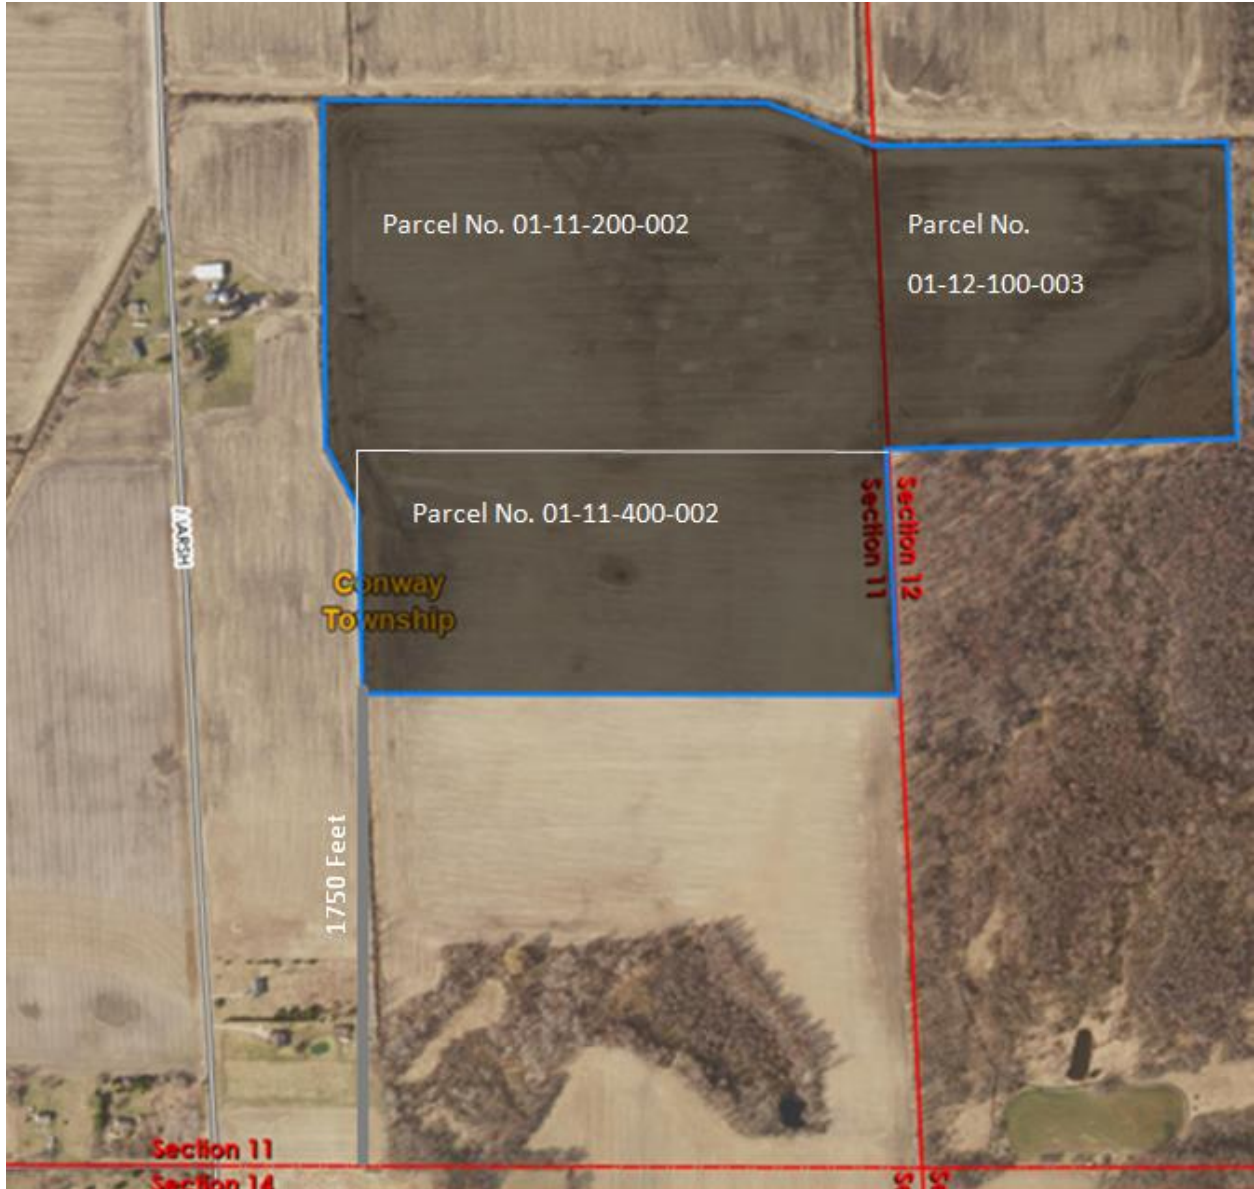 Parcel No. 01-11-200-002
Parcel No.
01-12-100-003
Parcel No. 01-11-400-002
Section 11
Section 12
MARSH
Conway
Township
1750 Feet
Section 11
Section 14